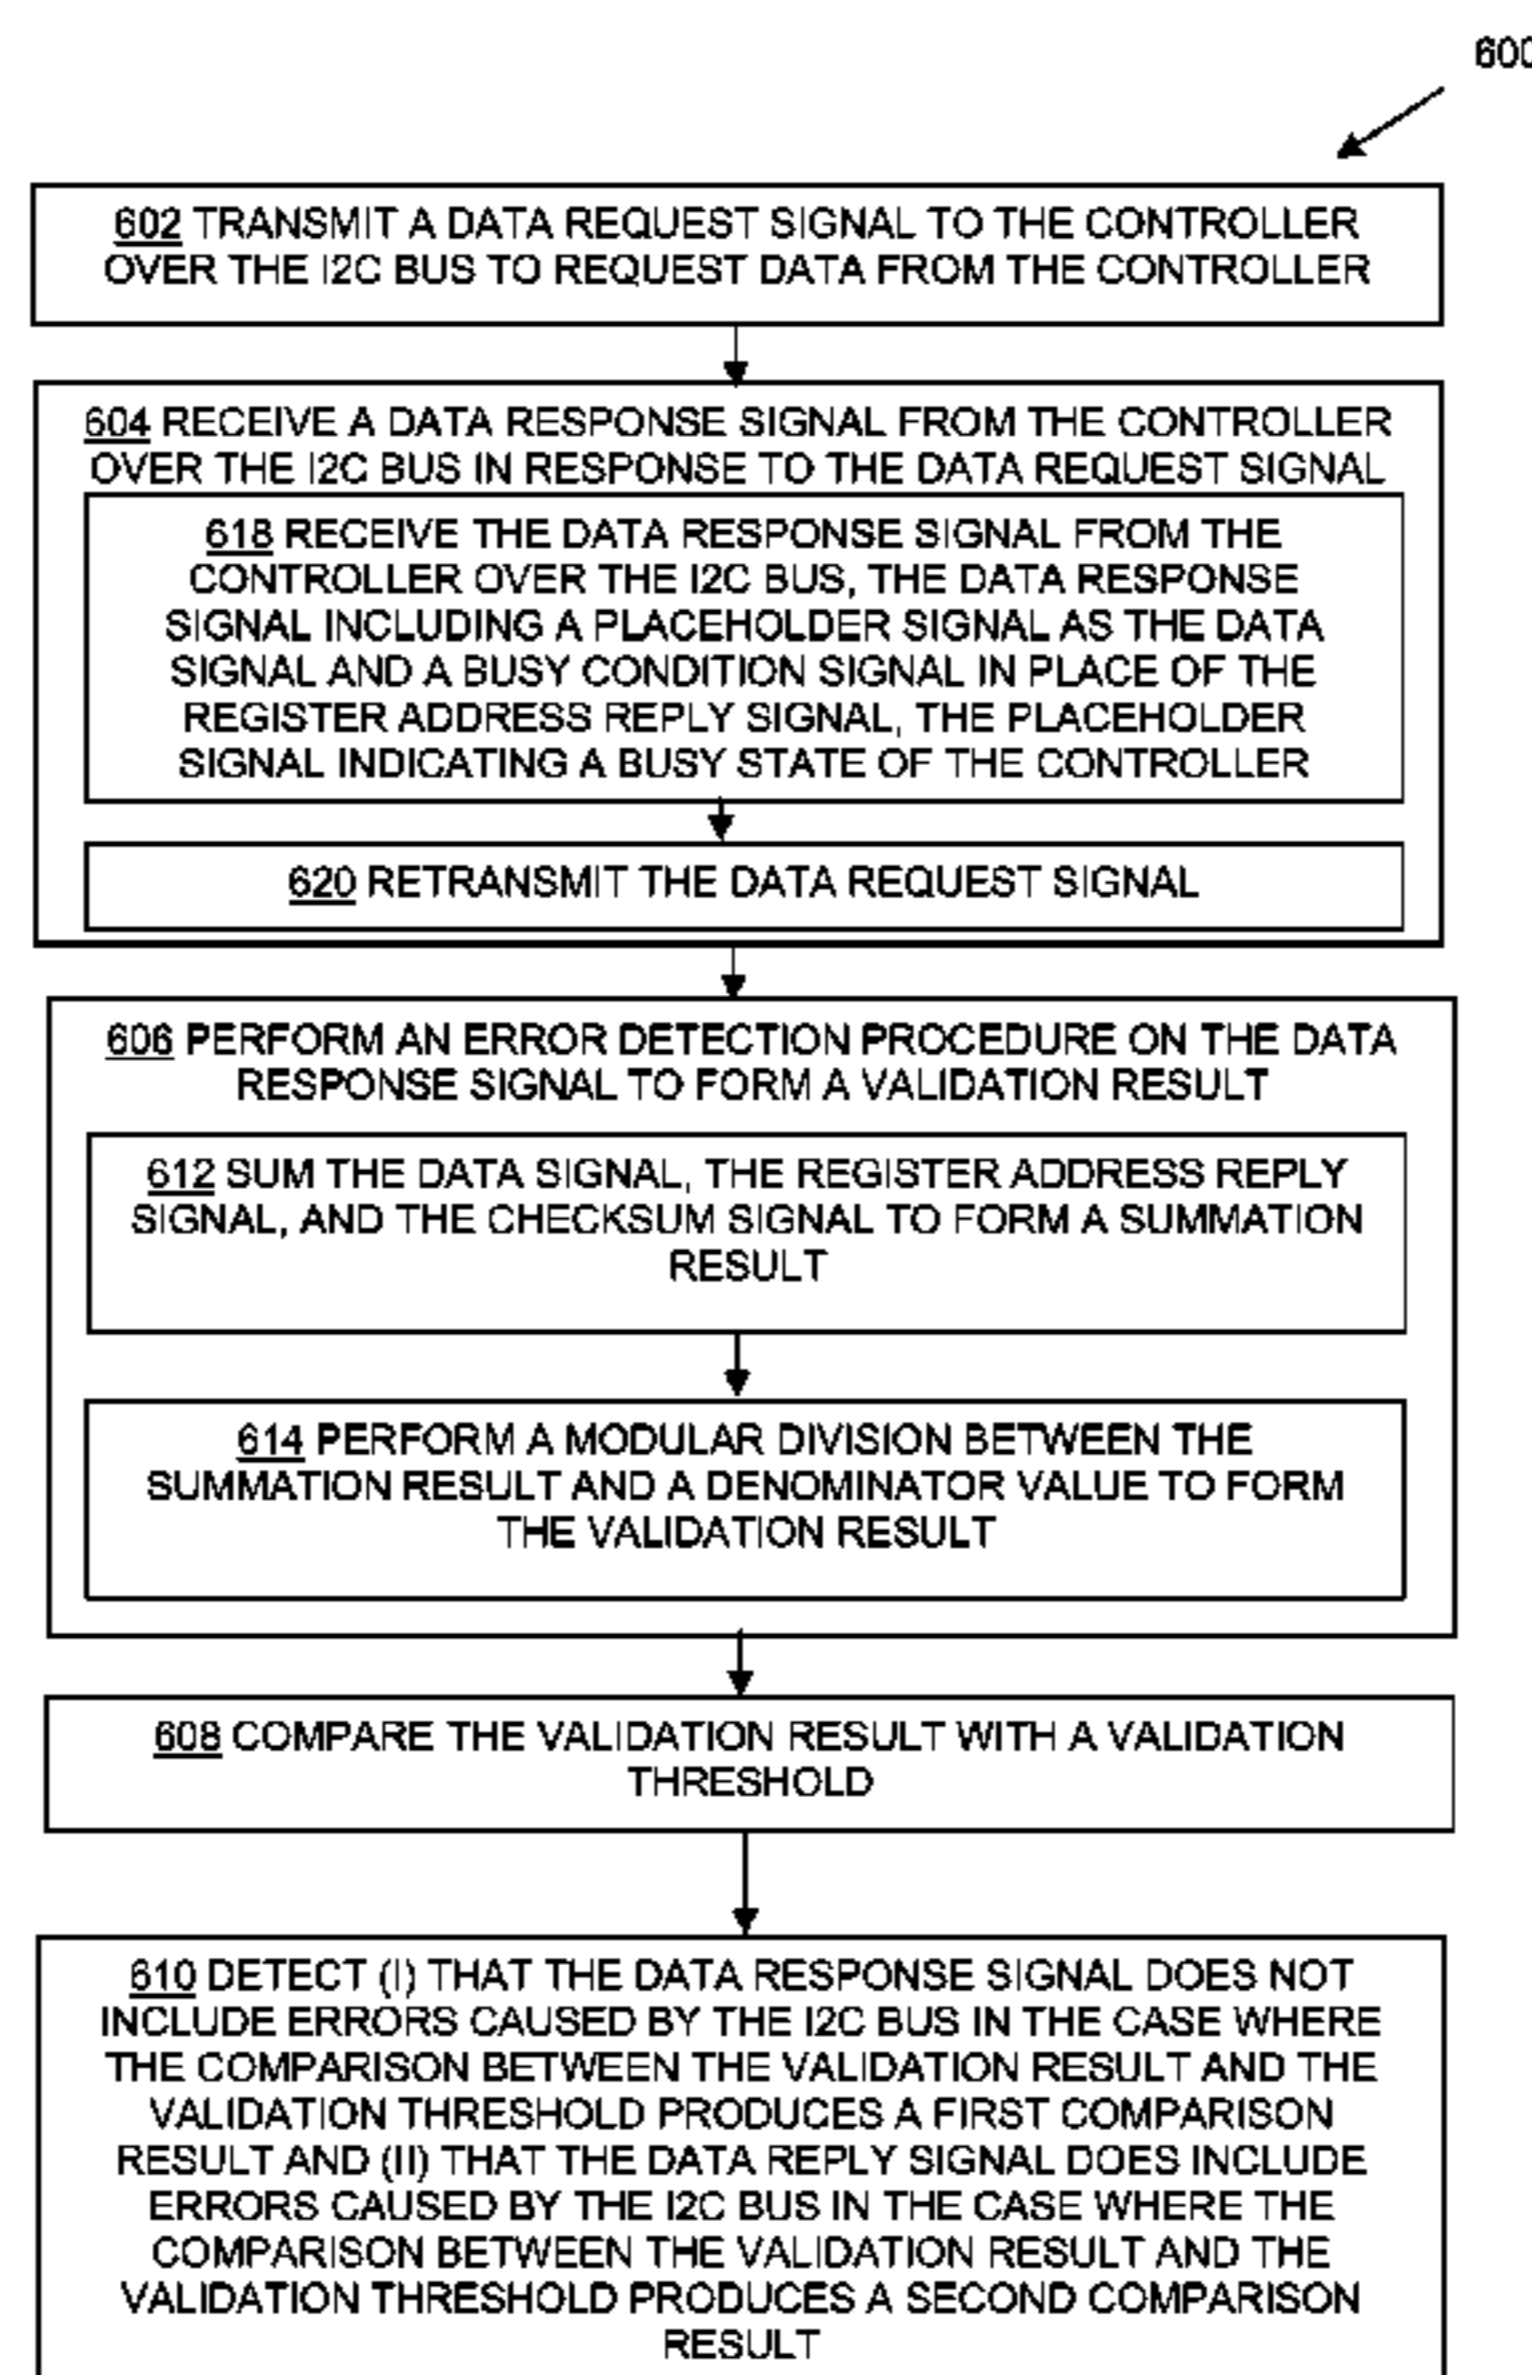 600
602 TRANSMIT A DATA REQUEST SIGNAL TO THE CONTROLLER
OVER THE I2C BUS TO REQUEST DATA FROM THE CONTROLLER
604 RECEIVE A DATA RESPONSE SIGNAL FROM THE CONTROLLER
OVER THE I2C BUS IN RESPONSE TO THE DATA REQUEST SIGNAL
618 RECEIVE THE DATA RESPONSE SIGNAL FROM THE
CONTROLLER OVER THE I2C BUS, THE DATA RESPONSE
SIGNAL INCLUDING A PLACEHOLDER SIGNAL AS THE DATA
SIGNAL AND A BUSY CONDITION SIGNAL IN PLACE OF THE
REGISTER ADDRESS REPLY SIGNAL, THE PLACEHOLDER
SIGNAL INDICATING A BUSY STATE OF THE CONTROLLER
620 RETRANSMIT THE DATA REQUEST SIGNAL
606 PERFORM AN ERROR DETECTION PROCEDURE ON THE DATA
RESPONSE SIGNAL TO FORM A VALIDATION RESULT
612 SUM THE DATA SIGNAL, THE REGISTER ADDRESS REPLY
SIGNAL, AND THE CHECKSUM SIGNAL TO FORM A SUMMATION
RESULT
614 PERFORM A MODULAR DIVISION BETWEEN THE
SUMMATION RESULT AND A DENOMINATOR VALUE TO FORM
THE VALIDATION RESULT
608 COMPARE THE VALIDATION RESULT WITH A VALIDATION
THRESHOLD
610 DETECT (I) THAT THE DATA RESPONSE SIGNAL DOES NOT
INCLUDE ERRORS CAUSED BY THE I2C BUS IN THE CASE WHERE
THE COMPARISON BETWEEN THE VALIDATION RESULT AND THE
VALIDATION THRESHOLD PRODUCES A FIRST COMPARISON
RESULT AND (II) THAT THE DATA REPLY SIGNAL DOES INCLUDE
ERRORS CAUSED BY THE I2C BUS IN THE CASE WHERE THE
COMPARISON BETWEEN THE VALIDATION RESULT AND THE
VALIDATION THRESHOLD PRODUCES A SECOND COMPARISON
RESULT